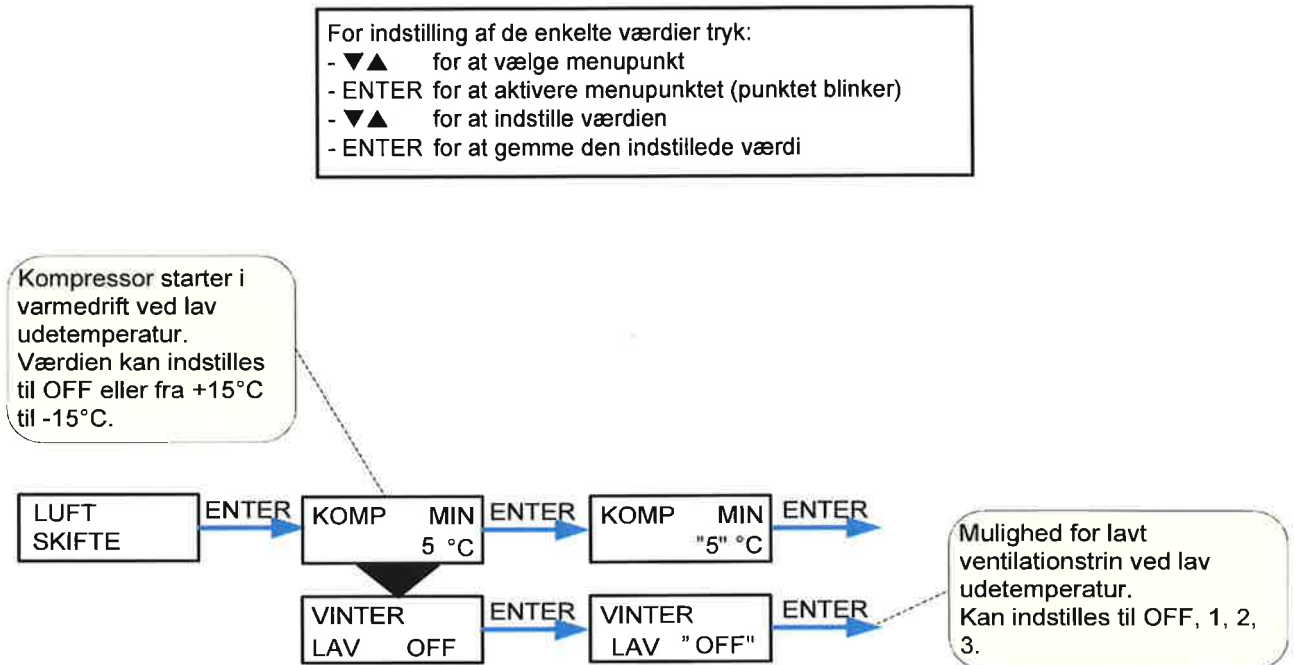 For indstilling af de enkelte værdier tryk:
- ▼▲ for at vælge menupunkt
- ENTER for at aktivere menupunktet (punktet blinker)
- ▼▲ for at indstille værdien
- ENTER for at gemme den indstillede værdi
Kompressor starter i
varmedrift ved lav
udetemperatur.
Værdien kan indstilles
til OFF eller fra +15°C
til -15°C.
LUFT
SKIFTE
ENTER
KOMP MIN
5 °C
ENTER
KOMP MIN
"5" °C
ENTER
VINTER
LAV OFF
ENTER
VINTER
LAV "OFF"
ENTER
Mulighed for lavt
ventilationstrin ved lav
udetemperatur.
Kan indstilles til OFF, 1, 2,
3.